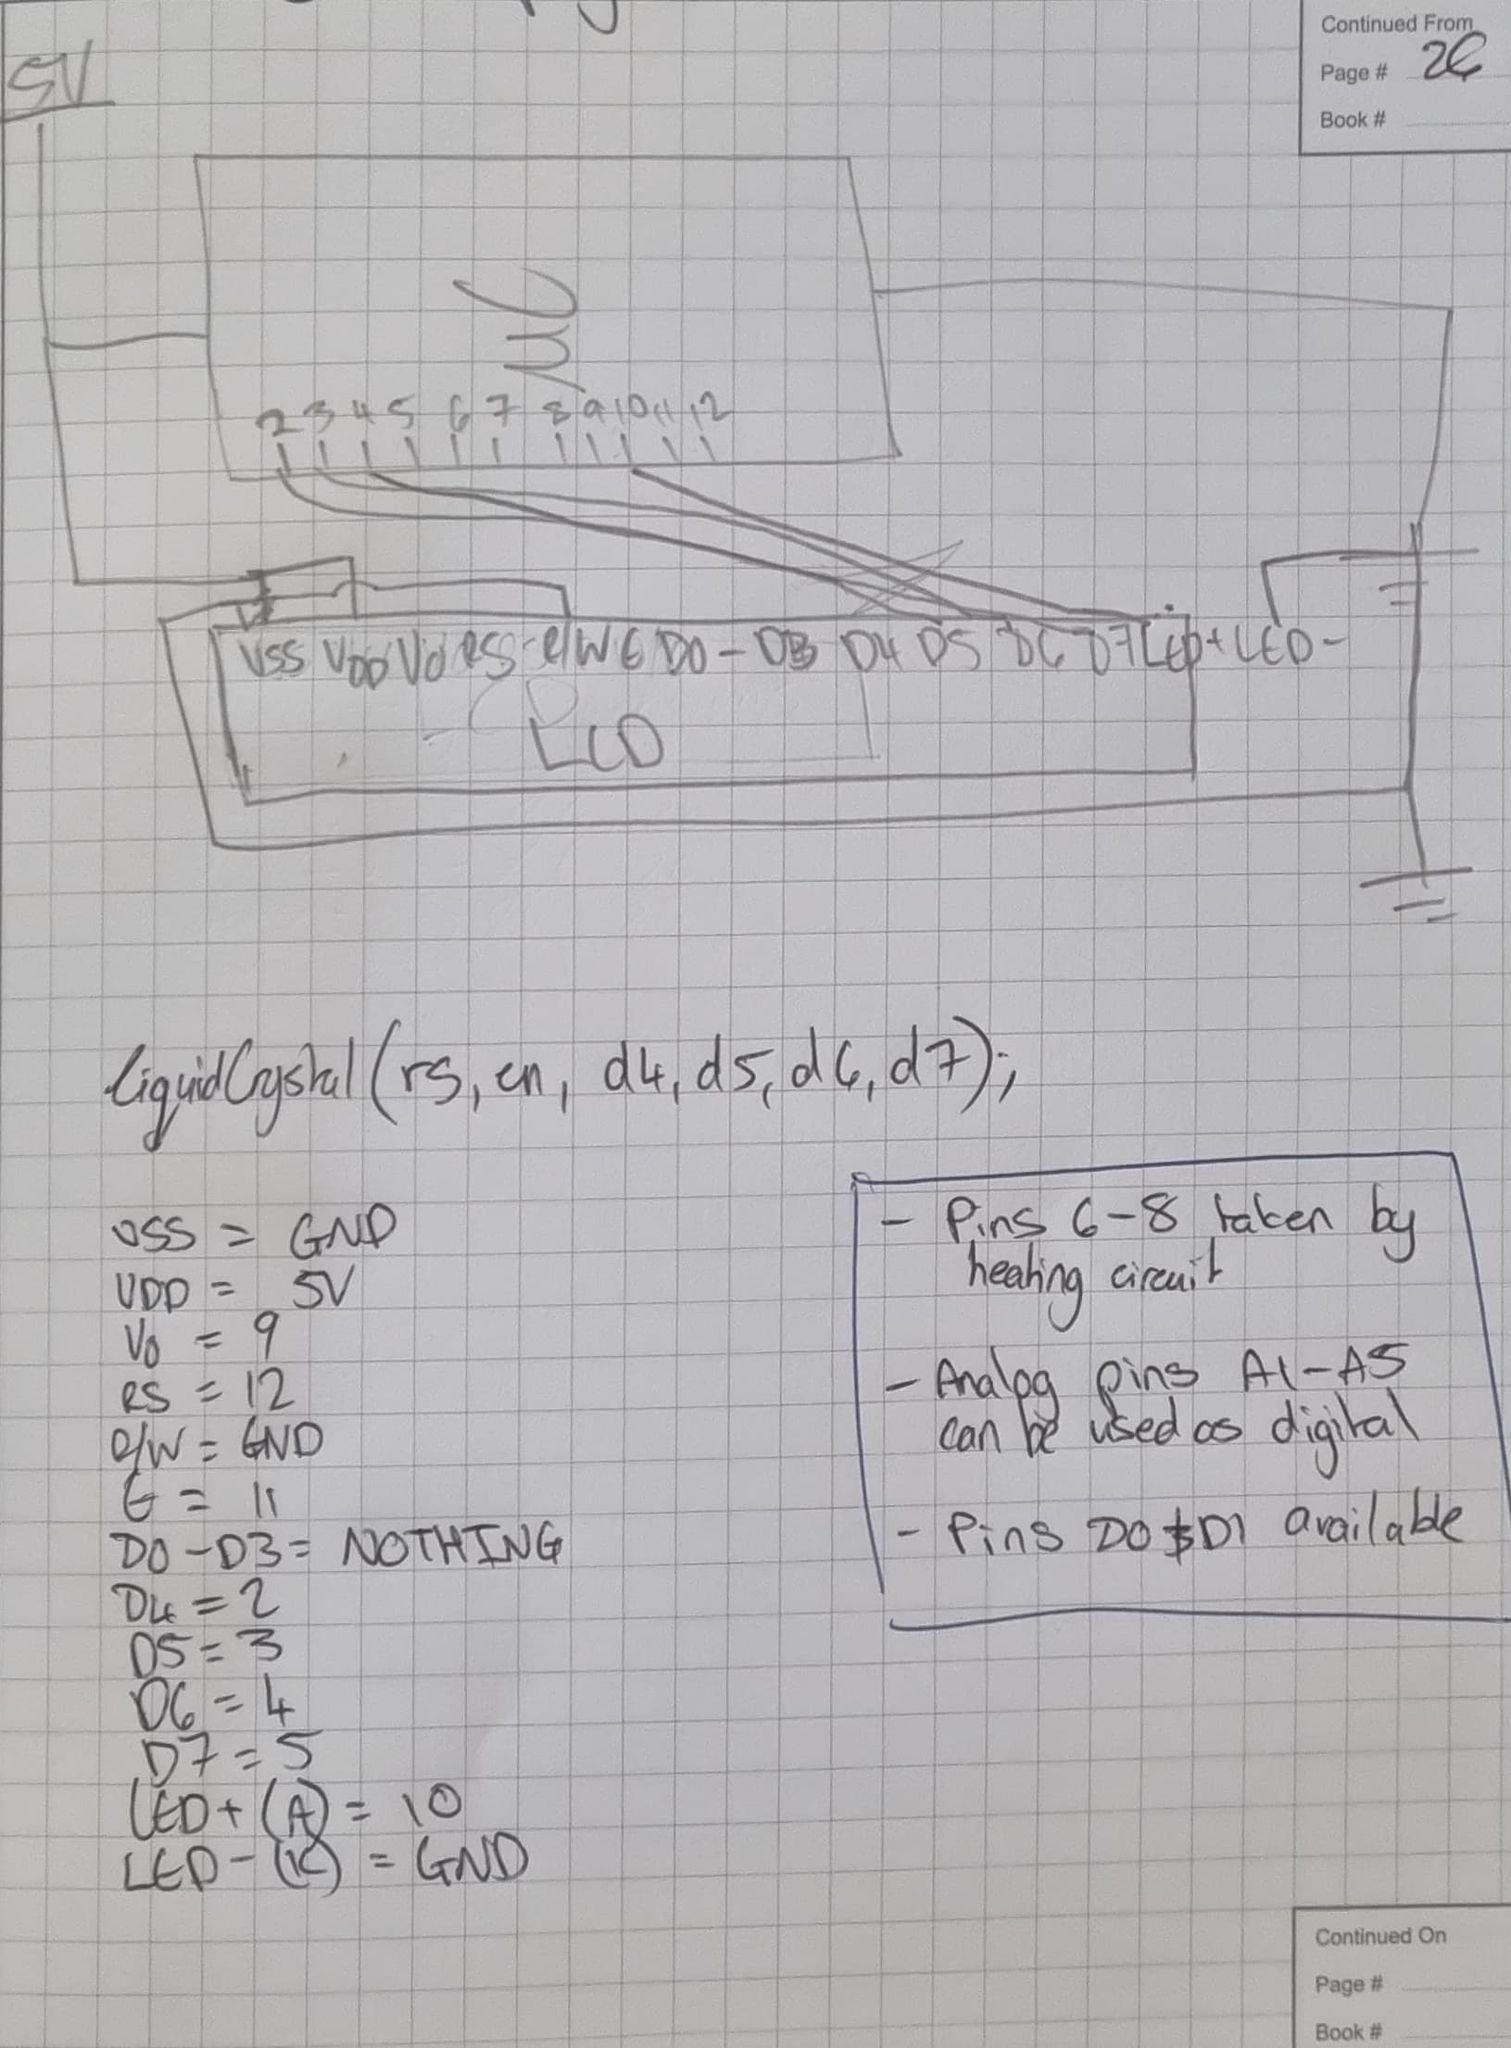 Continued From
Page # 26
Book #
5V
µC
2 3 4 5 6 7 8 9 10 11 12
VSS VDD VO RS R/W E D0 - D3 D4 D5 D6 D7 LED+ LED-
LCD
LiquidCrystal(rs, en, d4, d5, d6, d7);
VSS = GND
VDD = 5V
V0 = 9
RS = 12
R/W = GND
E = 11
D0-D3 = NOTHING
D4 = 2
D5 = 3
D6 = 4
D7 = 5
LED+ (A) = 10
LED- (K) = GND
- Pins 6-8 taken by
heating circuit
- Analog pins A1-A5
can be used as digital
- Pins D0 & D1 available
Continued On
Page #
Book #